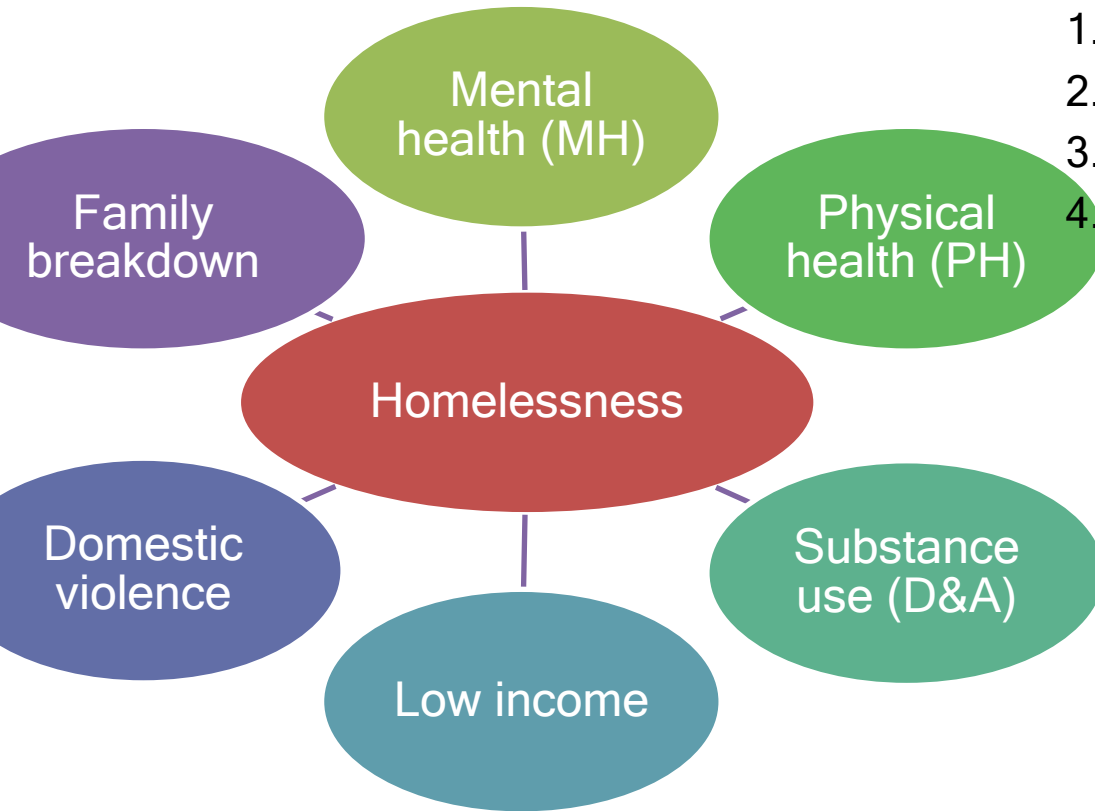 Mental
health (MH)
Family
breakdown
Physical
health (PH)
Homelessness
Domestic
violence
Substance
use (D&A)
Low income
1.
2.
3.
4.